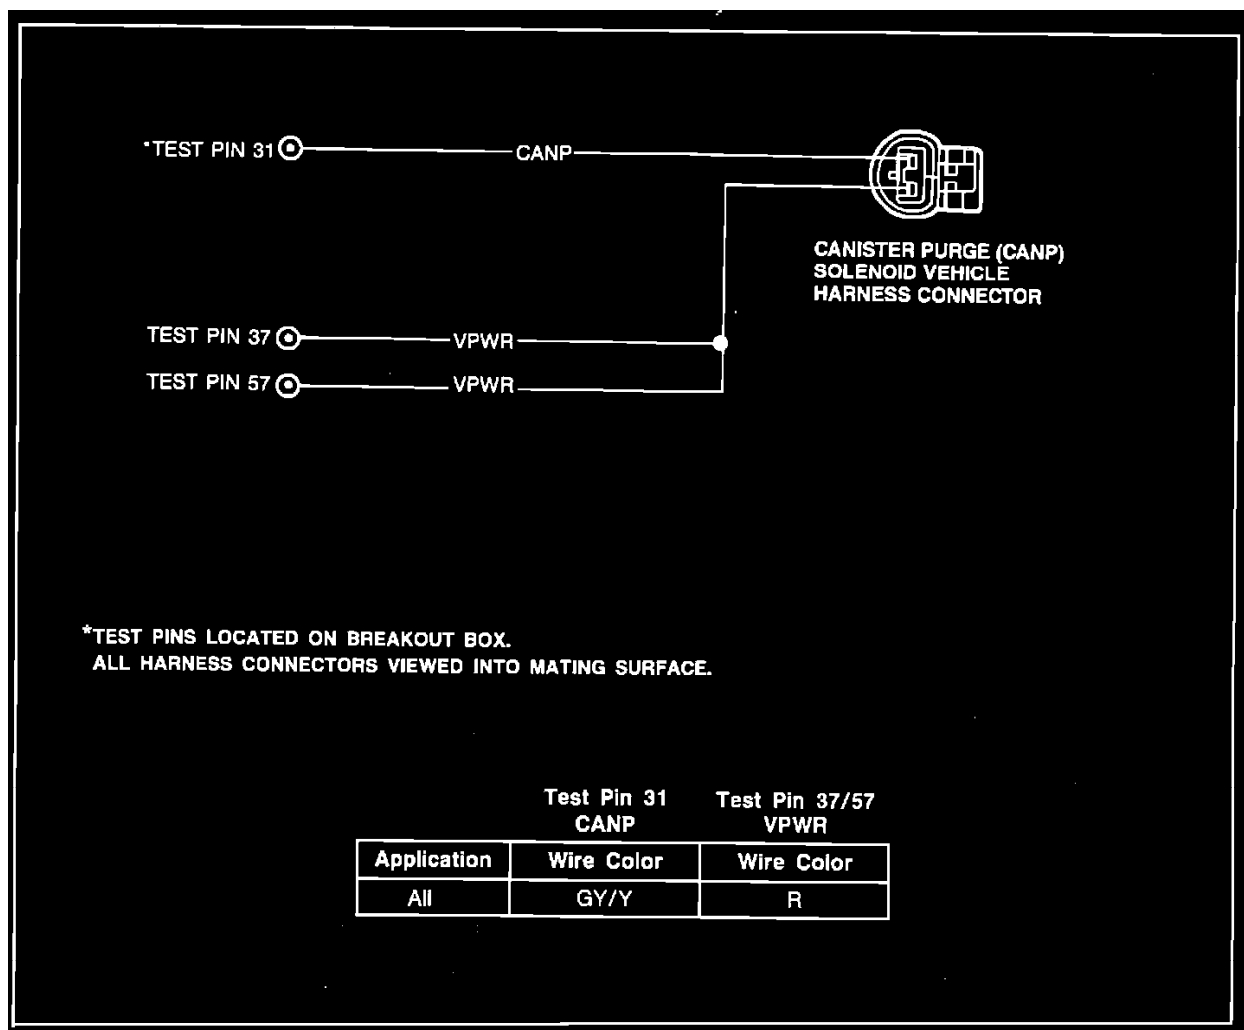 *TEST PIN 31
CANP
CANISTER PURGE (CANP)
SOLENOID VEHICLE
HARNESS CONNECTOR
TEST PIN 37
VPWR
TEST PIN 57
VPWR
*TEST PINS LOCATED ON BREAKOUT BOX.
ALL HARNESS CONNECTORS VIEWED INTO MATING SURFACE.
Test Pin 31 Test Pin 37/57
CANP VPWR
Application Wire Color Wire Color
All GY/Y R